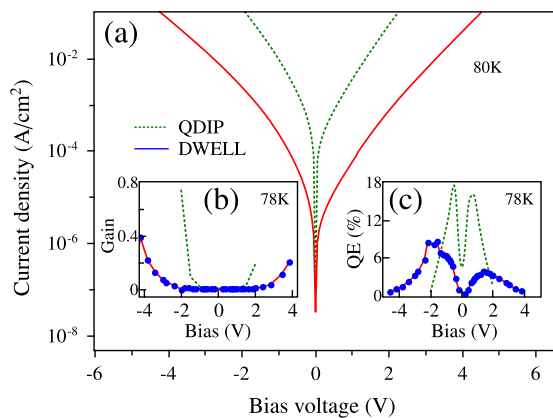 (a)
80K
Current density (A/cm²)
10⁻²
10⁻⁴
10⁻⁶
10⁻⁸
QDIP
DWELL
(b)
78K
Gain
0.8
0.4
0
-4 -2 0 2 4
Bias (V)
(c)
78K
QE (%)
18
12
6
0
-4 -2 0 2 4
Bias (V)
-6 -4 -2 0 2 4 6
Bias voltage (V)